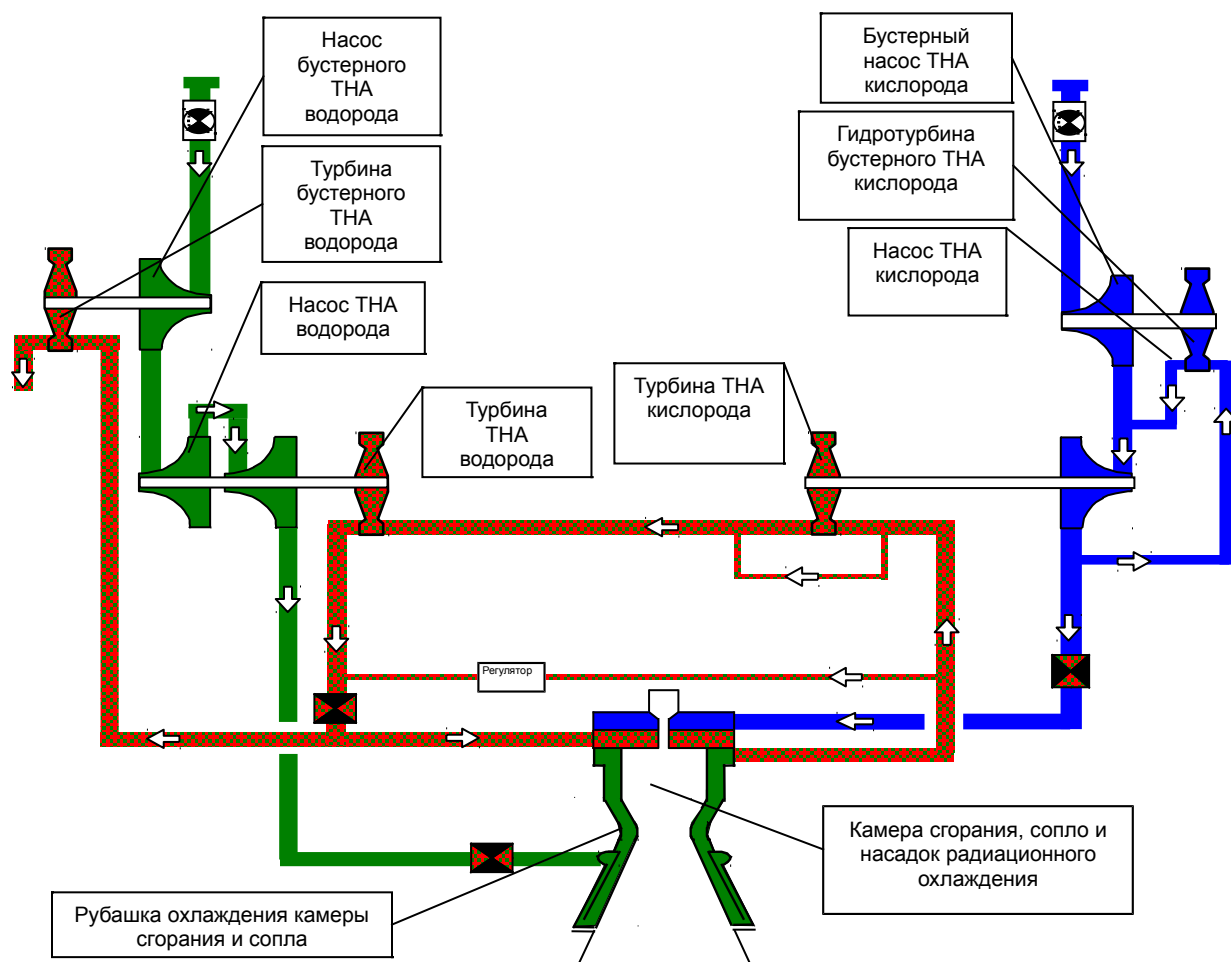 Насос
бустерного
ТНА
водорода
Бустерный
насос ТНА
кислорода
Турбина
бустерного
ТНА
водорода
Гидротурбина
бустерного ТНА
кислорода
Насос ТНА
кислорода
Насос ТНА
водорода
Турбина
ТНА
водорода
Турбина ТНА
кислорода
Регулятор
Камера сгорания, сопло и
насадок радиационного
охлаждения
Рубашка охлаждения камеры
сгорания и сопла